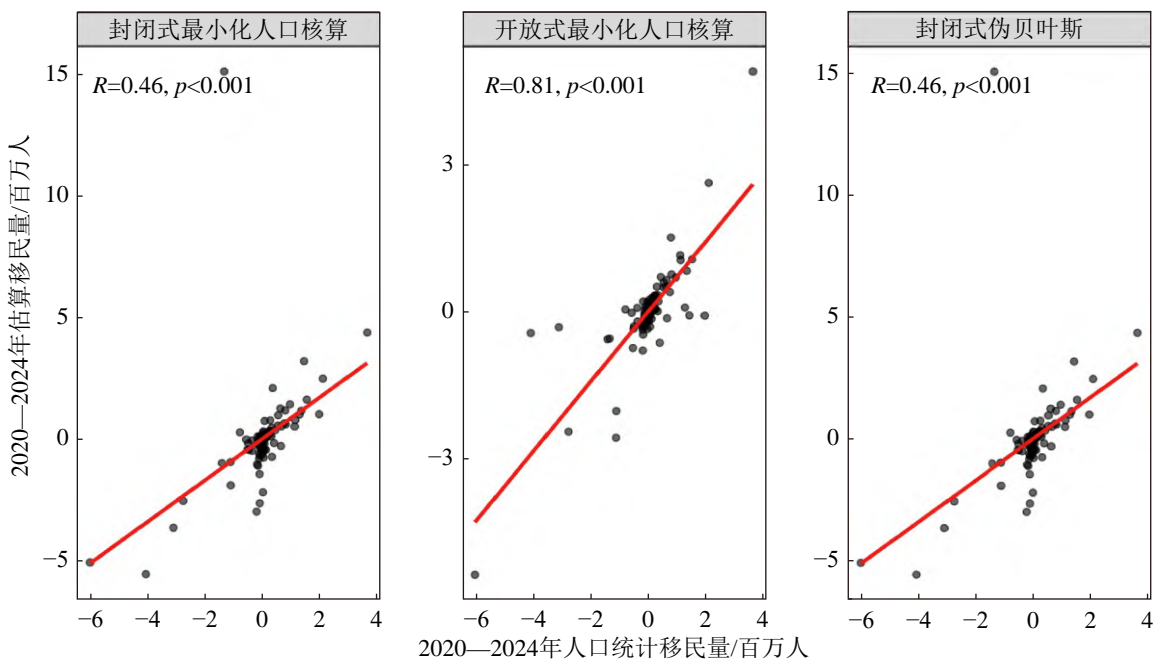 封闭式最小化人口核算
开放式最小化人口核算
封闭式伪贝叶斯
R=0.46, p<0.001
R=0.81, p<0.001
R=0.46, p<0.001
2020—2024年估算移民量/百万人
15
10
5
0
−5
3
0
−3
15
10
5
0
−5
−6 −4 −2 0 2 4
−6 −4 −2 0 2 4
−6 −4 −2 0 2 4
2020—2024年人口统计移民量/百万人